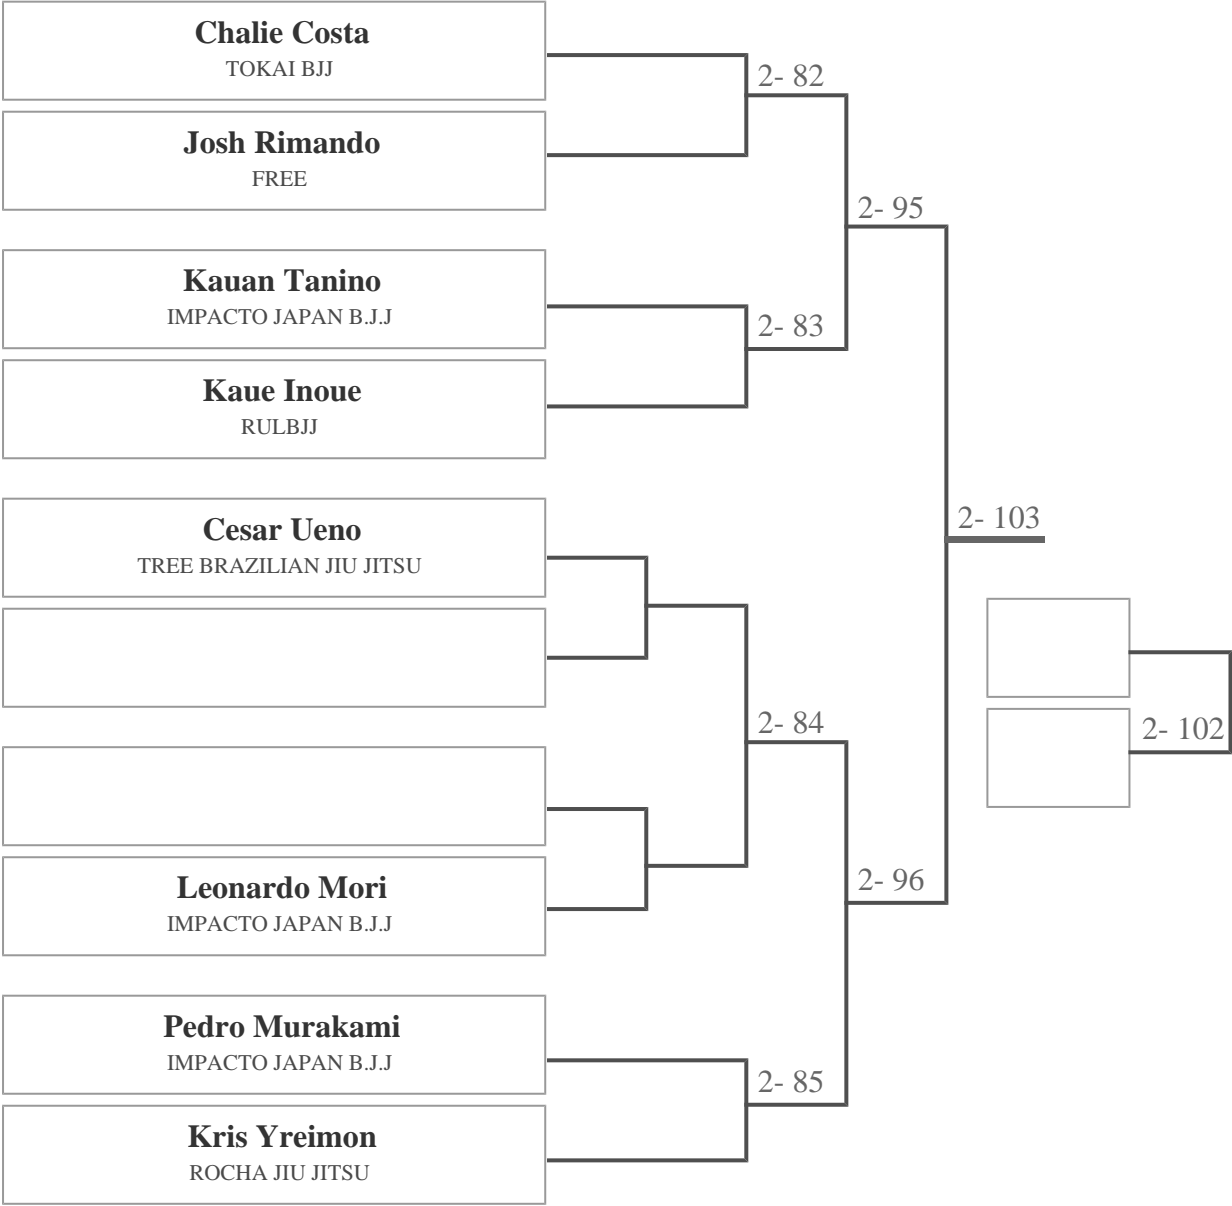 Chalie Costa
TOKAI BJJ
2- 82
Josh Rimando
FREE
2- 95
Kauan Tanino
IMPACTO JAPAN B.J.J
2- 83
Kaue Inoue
RULBJJ
Cesar Ueno
TREE BRAZILIAN JIU JITSU
2- 103
2- 84
2- 102
Leonardo Mori
IMPACTO JAPAN B.J.J
2- 96
Pedro Murakami
IMPACTO JAPAN B.J.J
2- 85
Kris Yreimon
ROCHA JIU JITSU